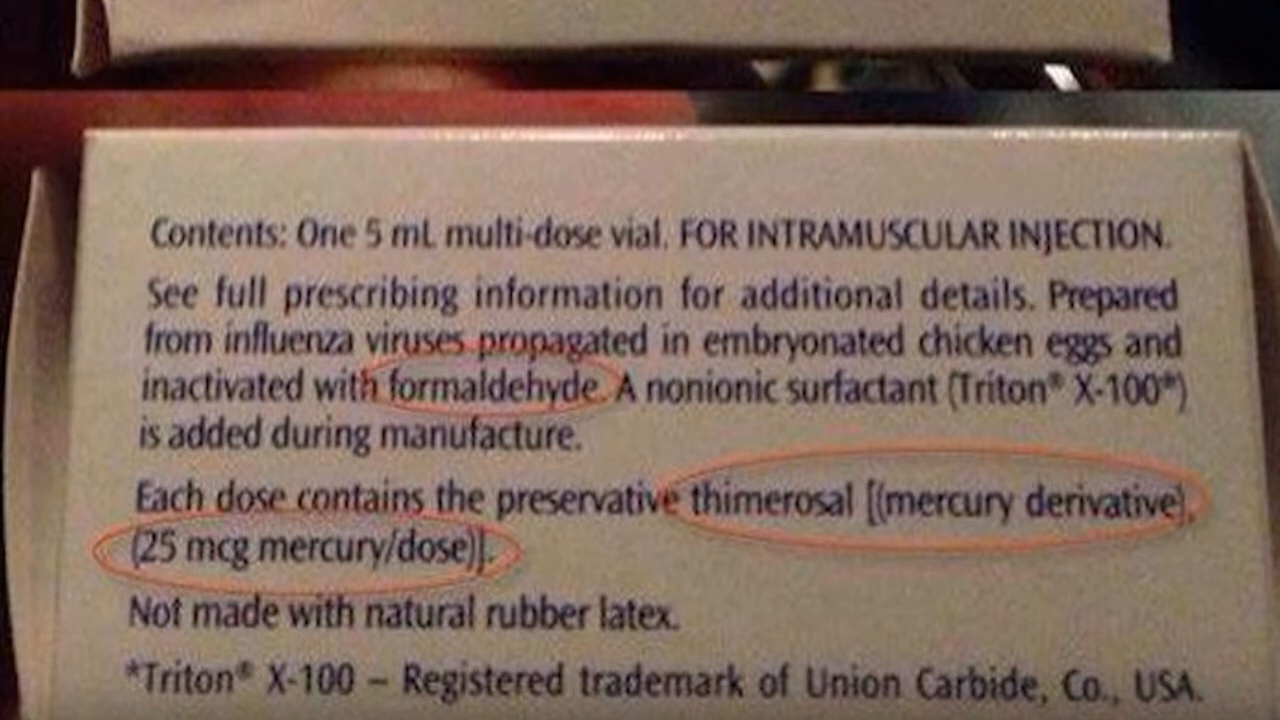 Contents: One 5 mL multi-dose vial. FOR INTRAMUSCULAR INJECTION.
See full prescribing information for additional details. Prepared
from influenza viruses propagated in embryonated chicken eggs and
inactivated with formaldehyde. A nonionic surfactant (Triton® X-100*)
is added during manufacture.
Each dose contains the preservative thimerosal [(mercury derivative),
(25 mcg mercury/dose)].
Not made with natural rubber latex.
*Triton® X-100 – Registered trademark of Union Carbide, Co., USA.